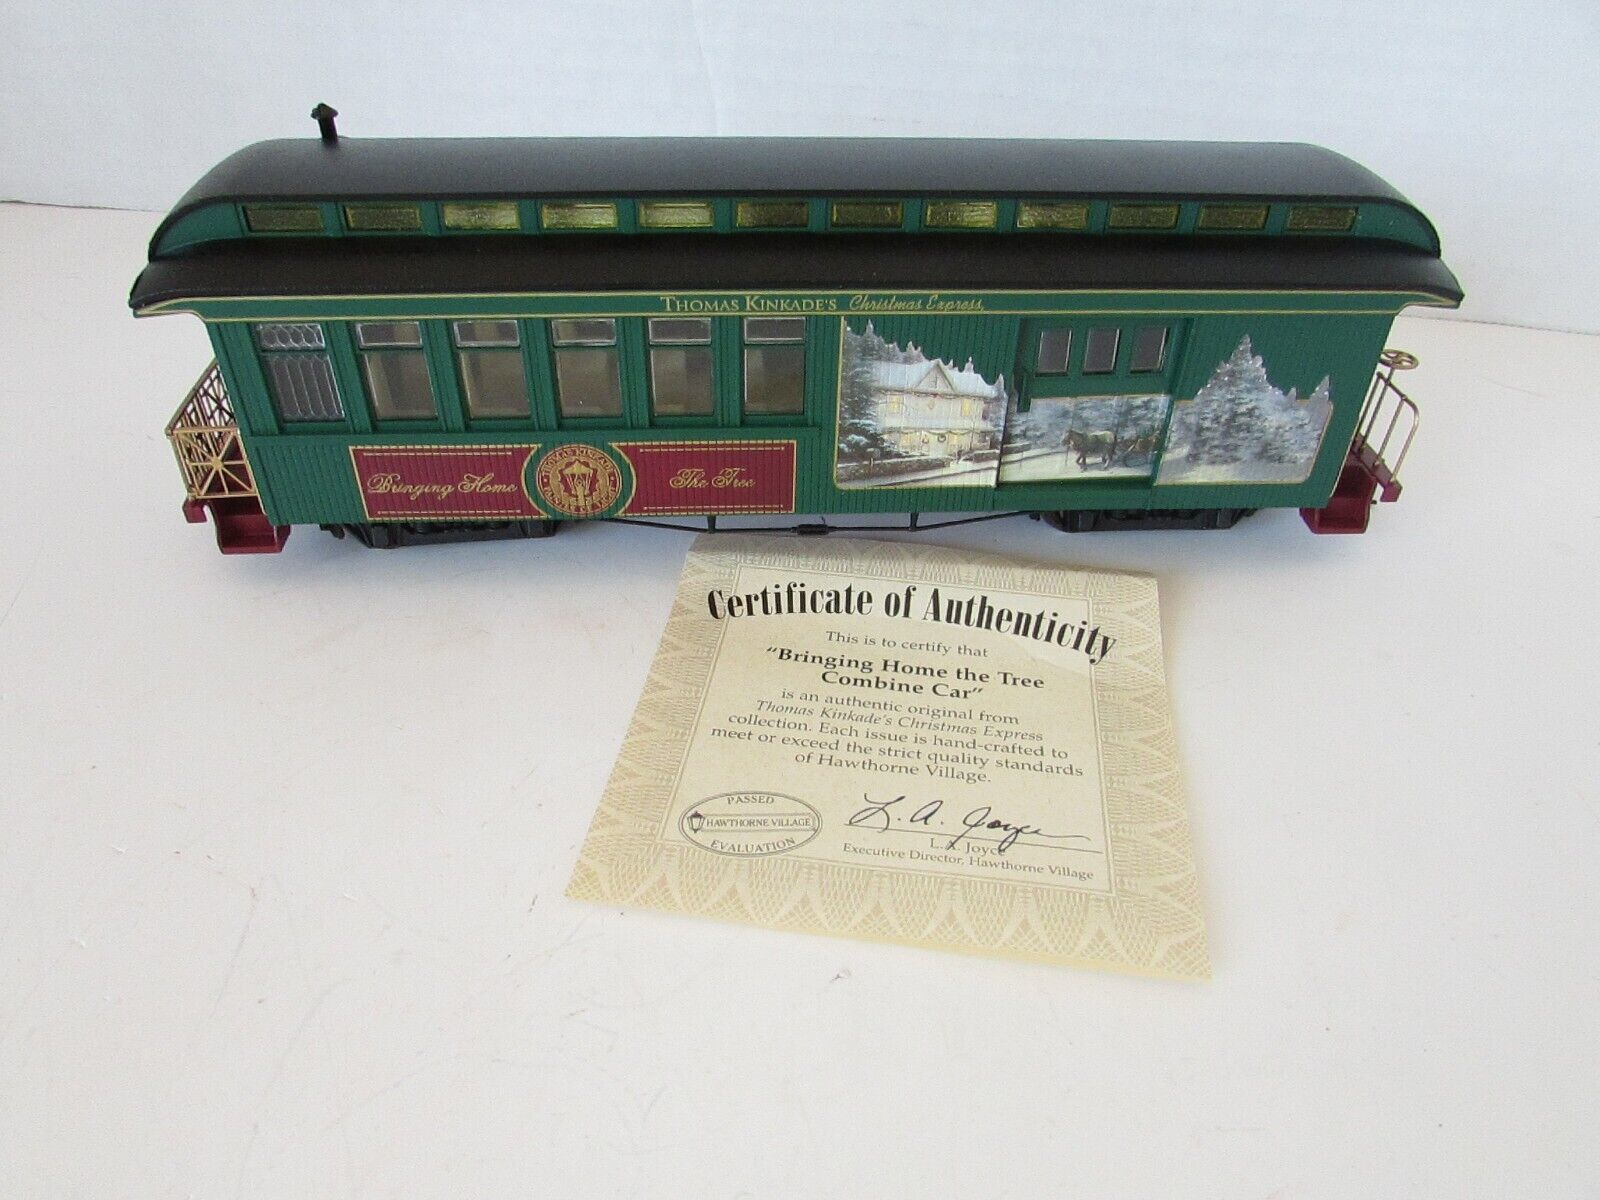 THOMAS KINKADE'S Christmas Express
Bringing Home
THOMAS KINKADE
The Tree
Certificate of Authenticity
This is to certify that
"Bringing Home the Tree
Combine Car"
is an authentic original from
Thomas Kinkade's Christmas Express
collection. Each issue is hand-crafted to
meet or exceed the strict quality standards
of Hawthorne Village.
PASSED
HAWTHORNE VILLAGE
EVALUATION
L. A. Joyce
L.A. Joyce
Executive Director, Hawthorne Village